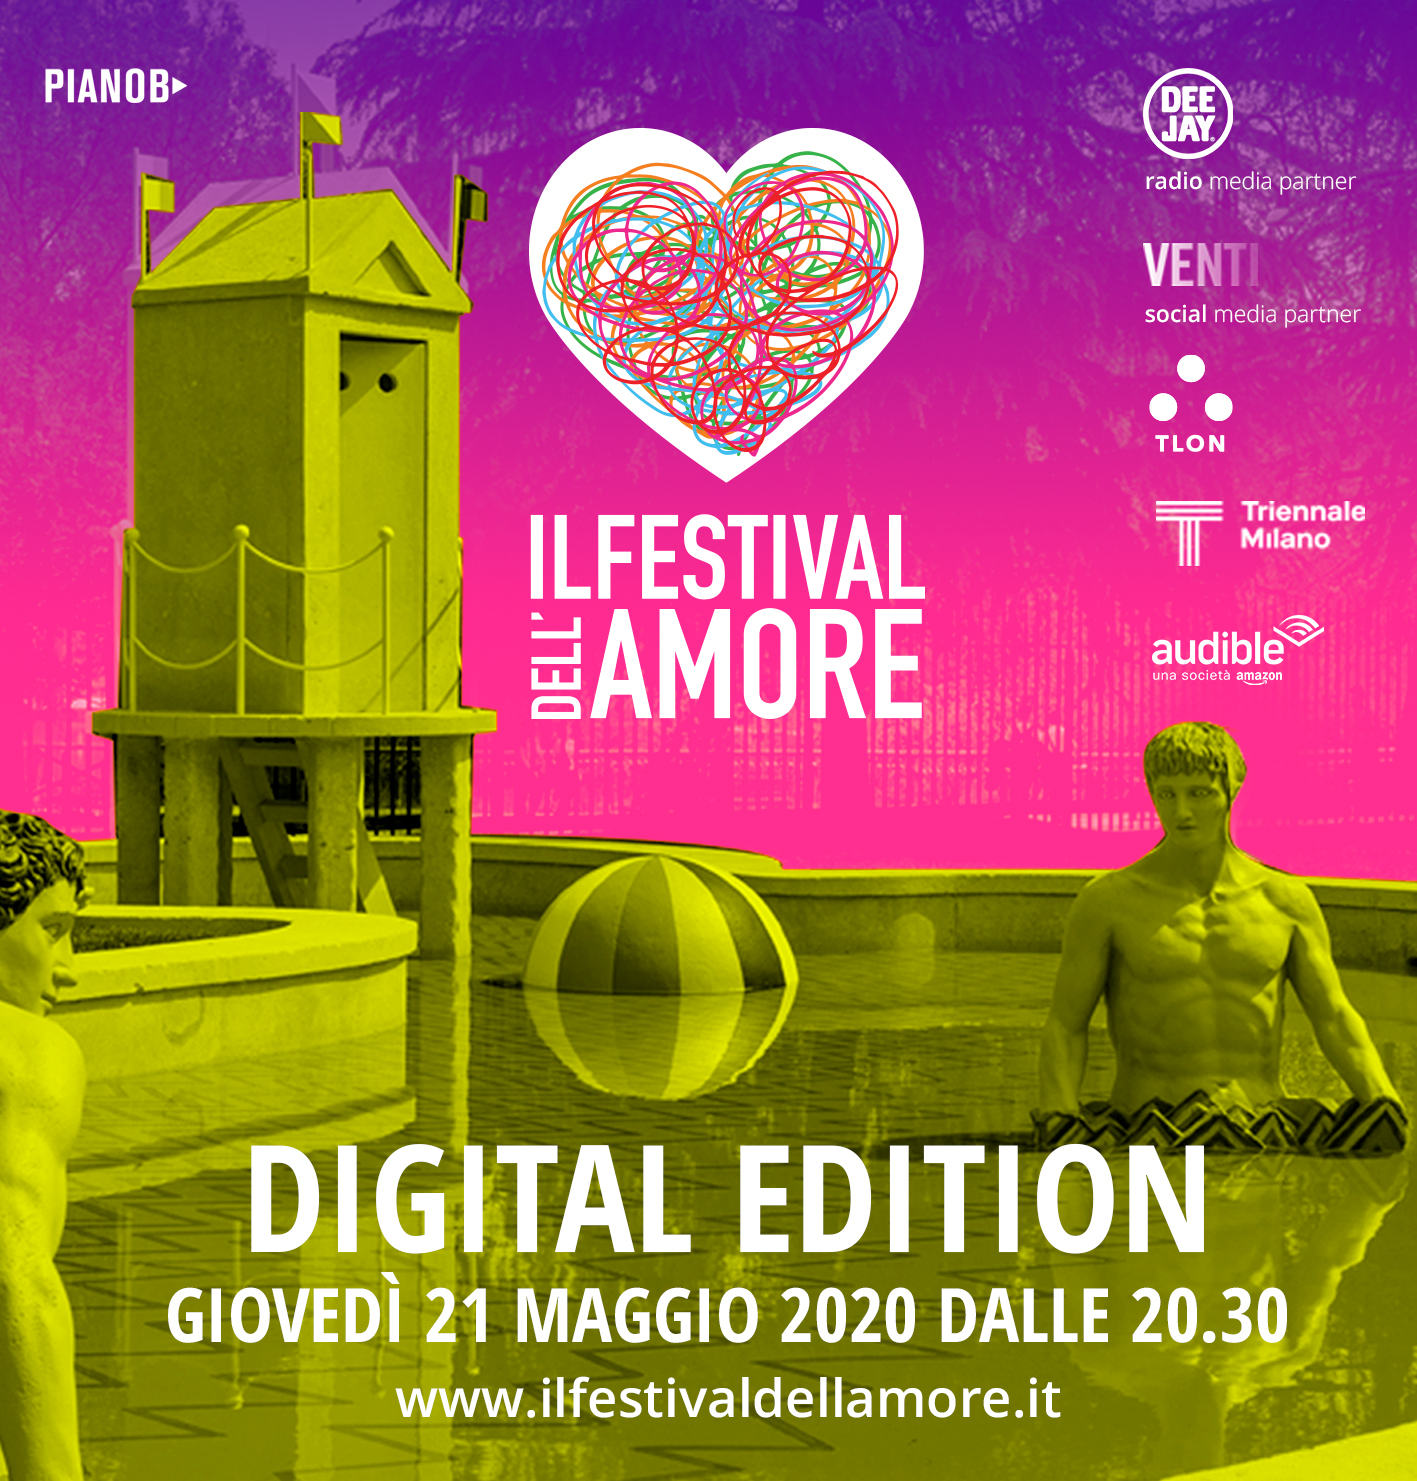 PIANOB
DEE
JAY
radio media partner
VENTI
social media partner
TLON
Triennale
Milano
audible
una società amazon
ILFESTIVAL
DELL'AMORE
DIGITAL EDITION
GIOVEDÌ 21 MAGGIO 2020 DALLE 20.30
www.ilfestivaldellamore.it